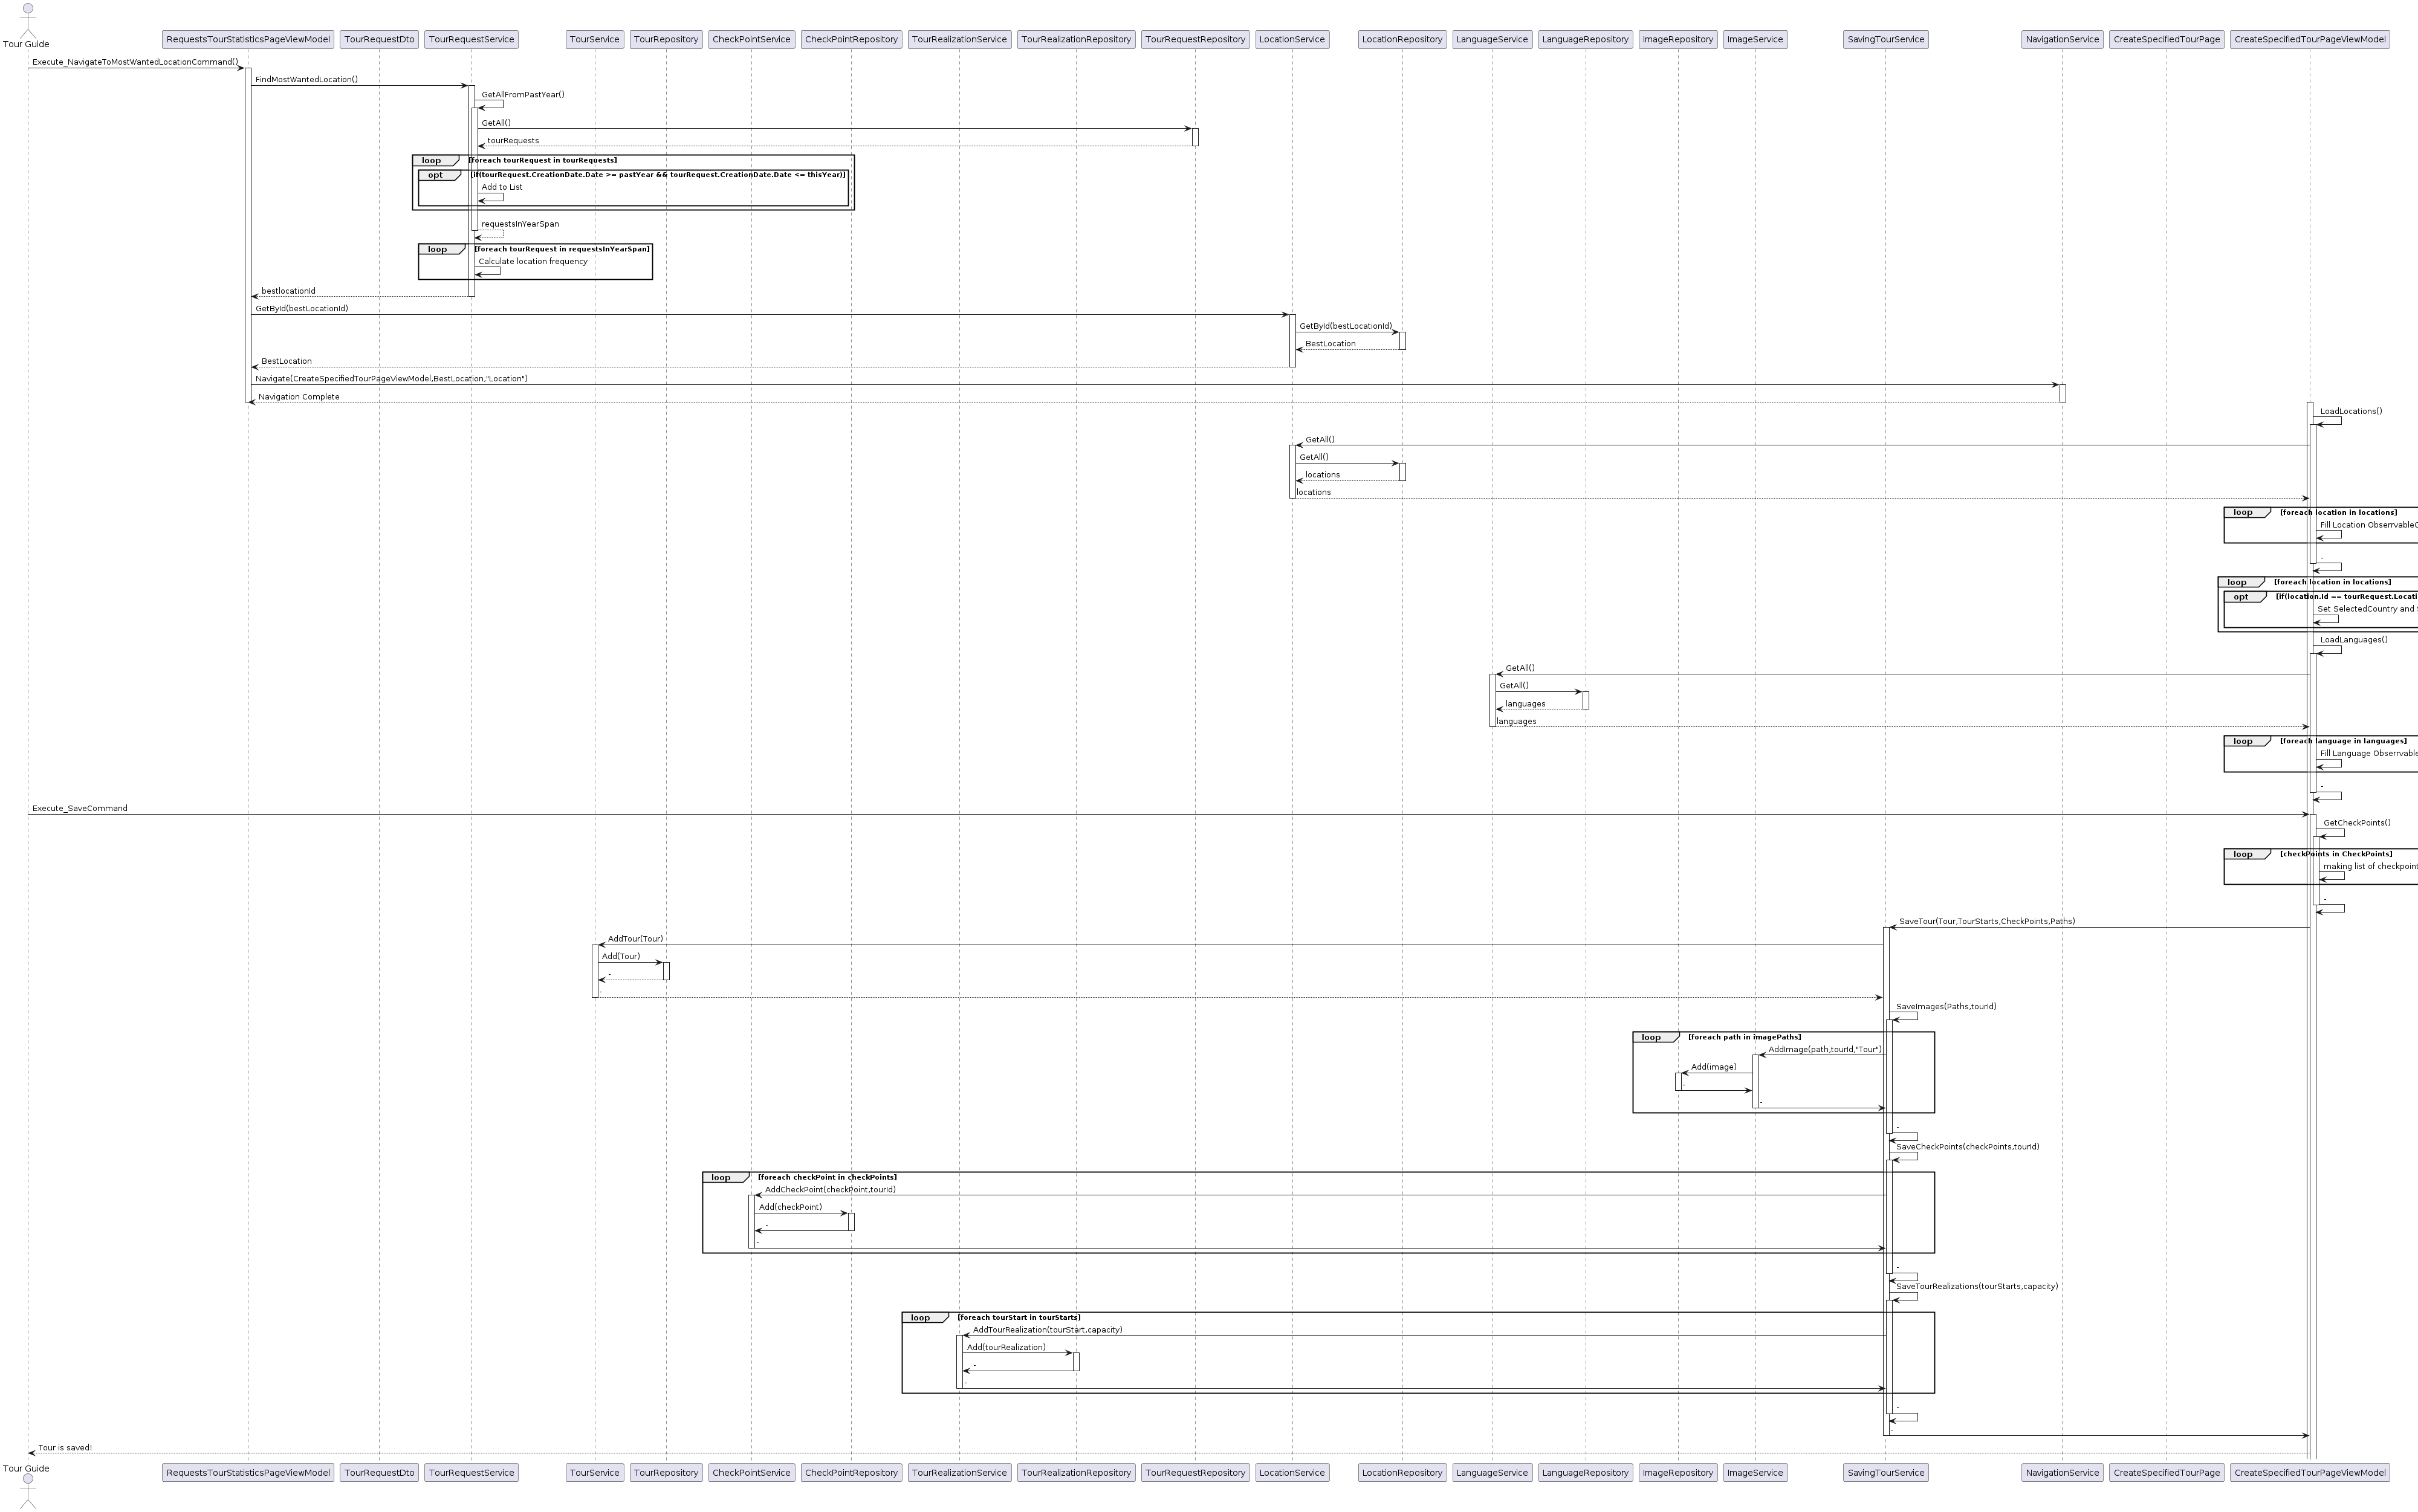 Tour Guide
RequestsTourStatisticsPageViewModel
TourRequestDto
TourRequestService
TourService
TourRepository
CheckPointService
CheckPointRepository
TourRealizationService
TourRealizationRepository
TourRequestRepository
LocationService
LocationRepository
LanguageService
LanguageRepository
ImageRepository
ImageService
SavingTourService
NavigationService
CreateSpecifiedTourPage
CreateSpecifiedTourPageViewModel
Execute_NavigateToMostWantedLocationCommand()
FindMostWantedLocation()
GetAllFromPastYear()
GetAll()
tourRequests
loop [foreach tourRequest in tourRequests]
opt [if(tourRequest.CreationDate.Date >= pastYear && tourRequest.CreationDate.Date <= thisYear)]
Add to List
requestsInYearSpan
loop [foreach tourRequest in requestsInYearSpan]
Calculate location frequency
bestlocationId
GetById(bestLocationId)
GetById(bestLocationId)
BestLocation
BestLocation
Navigate(CreateSpecifiedTourPageViewModel,BestLocation,"Location")
Navigation Complete
LoadLocations()
GetAll()
GetAll()
locations
locations
loop [foreach location in locations]
Fill Location Obserrvable
-
loop [foreach location in locations]
opt [if(location.Id == tourRequest.Locati
Set SelectedCountry and
LoadLanguages()
GetAll()
GetAll()
languages
languages
loop [foreach language in languages]
Fill Language Obserrvable
-
Execute_SaveCommand
GetCheckPoints()
loop [checkPoints in CheckPoints]
making list of checkpoint
-
SaveTour(Tour,TourStarts,CheckPoints,Paths)
AddTour(Tour)
Add(Tour)
-
-
SaveImages(Paths,tourId)
loop [foreach path in imagePaths]
AddImage(path,tourId,"Tour")
Add(image)
-
-
-
SaveCheckPoints(checkPoints,tourId)
loop [foreach checkPoint in checkPoints]
AddCheckPoint(checkPoint,tourId)
Add(checkPoint)
-
-
-
SaveTourRealizations(tourStarts,capacity)
loop [foreach tourStart in tourStarts]
AddTourRealization(tourStart,capacity)
Add(tourRealization)
-
-
-
-
Tour is saved!
Tour Guide
RequestsTourStatisticsPageViewModel
TourRequestDto
TourRequestService
TourService
TourRepository
CheckPointService
CheckPointRepository
TourRealizationService
TourRealizationRepository
TourRequestRepository
LocationService
LocationRepository
LanguageService
LanguageRepository
ImageRepository
ImageService
SavingTourService
NavigationService
CreateSpecifiedTourPage
CreateSpecifiedTourPageViewModel